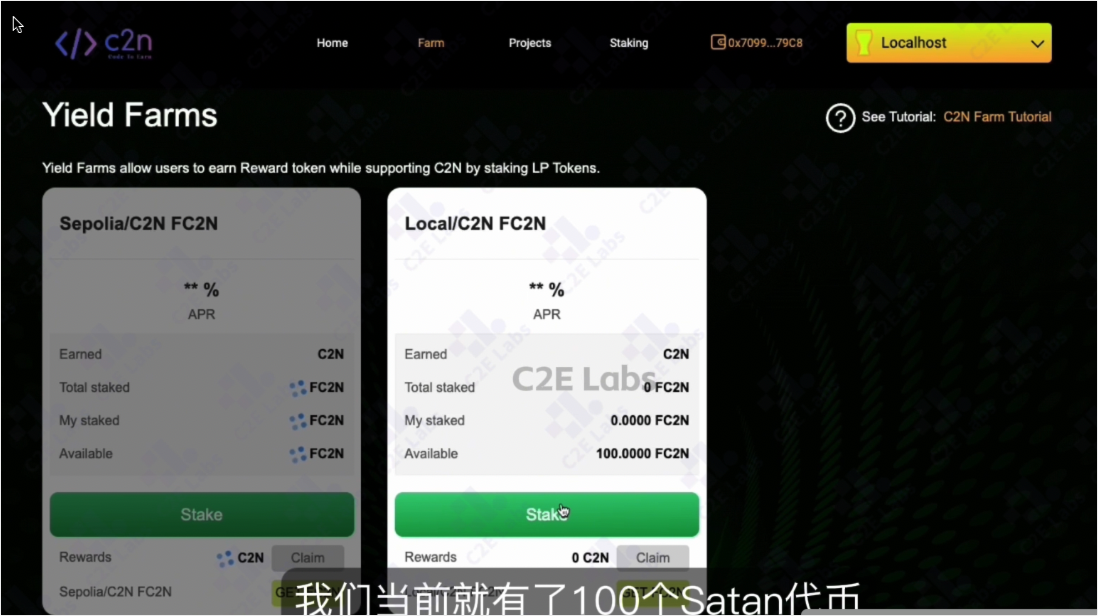 </> c2n
Code To Earn
Home Farm Projects Staking 0x7099...79C8 Localhost
Yield Farms
? See Tutorial: C2N Farm Tutorial
Yield Farms allow users to earn Reward token while supporting C2N by staking LP Tokens.
Sepolia/C2N FC2N
** %
APR
Earned C2N
Total staked FC2N
My staked FC2N
Available FC2N
Stake
Rewards C2N Claim
Sepolia/C2N FC2N
Local/C2N FC2N
** %
APR
Earned C2N
Total staked 0 FC2N
My staked 0.0000 FC2N
Available 100.0000 FC2N
Stake
Rewards 0 C2N Claim
C2E Labs
我们当前就有了100个Satan代币